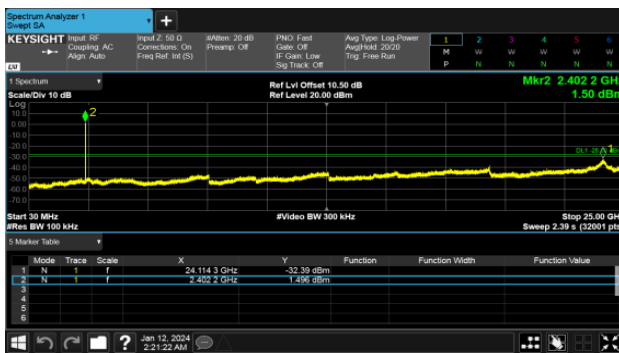 Spectrum Analyzer 1
Swept SA
+
KEYSIGHT Input: RF Input Z: 50 Ω #Atten: 20 dB PNO: Fast Avg Type: Log-Power 1 2 3 4 5 6
Coupling: AC Corrections: On Preamp: Off Gate: Off Avg|Hold: 20/20 M W W W W W
Align: Auto Freq Ref: Int (S) IF Gain: Low Trig: Free Run
LXI Sig Track: Off P N N N N N
1 Spectrum Ref Lvl Offset 10.50 dB Mkr2 2.402 2 GH
Scale/Div 10 dB Ref Level 20.00 dBm 1.50 dBm
Log
10.0
0.00
-10.0
-20.0
-30.0
-40.0
-50.0
-60.0
-70.0
2
1
Start 30 MHz #Video BW 300 kHz Stop 25.00 GH
#Res BW 100 kHz Sweep 2.39 s (32001 pts
5 Marker Table
Mode Trace Scale X Y Function Function Width Function Value
1 N 1 f 24.114 3 GHz -32.39 dBm
2 N 1 f 2.402 2 GHz 1.496 dBm
3
4
5
6
? Jan 12, 2024
2:21:22 AM